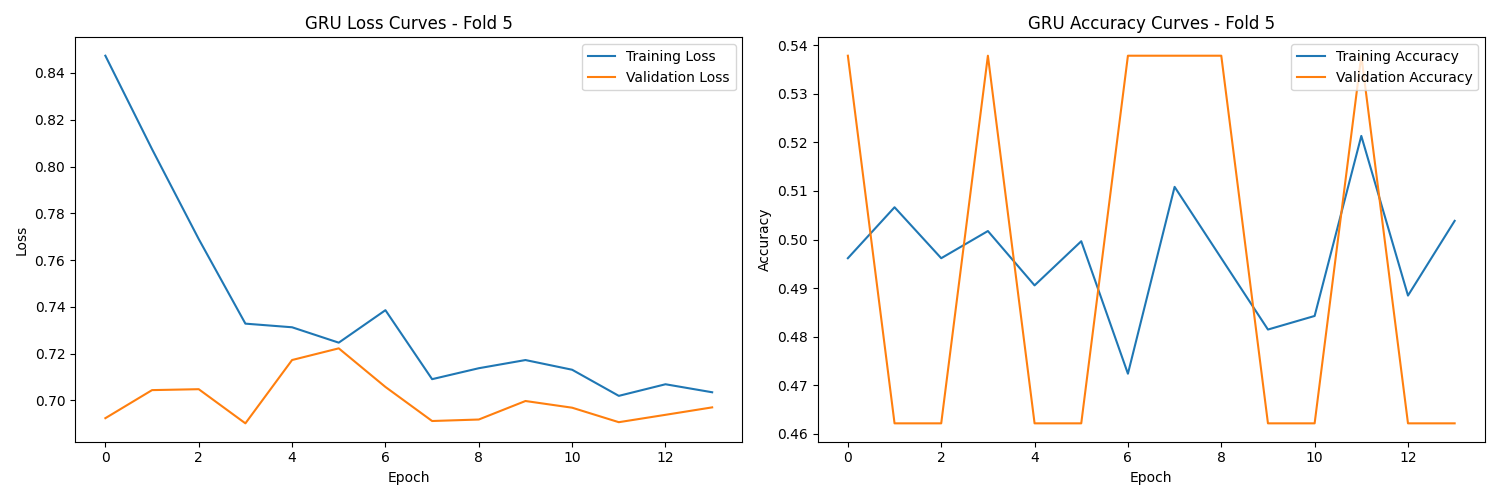 GRU Loss Curves - Fold 5
Training Loss
Validation Loss
0.84
0.82
0.80
0.78
0.76
0.74
0.72
0.70
Loss
0 2 4 6 8 10 12
Epoch
GRU Accuracy Curves - Fold 5
Training Accuracy
Validation Accuracy
0.54
0.53
0.52
0.51
0.50
0.49
0.48
0.47
0.46
Accuracy
0 2 4 6 8 10 12
Epoch